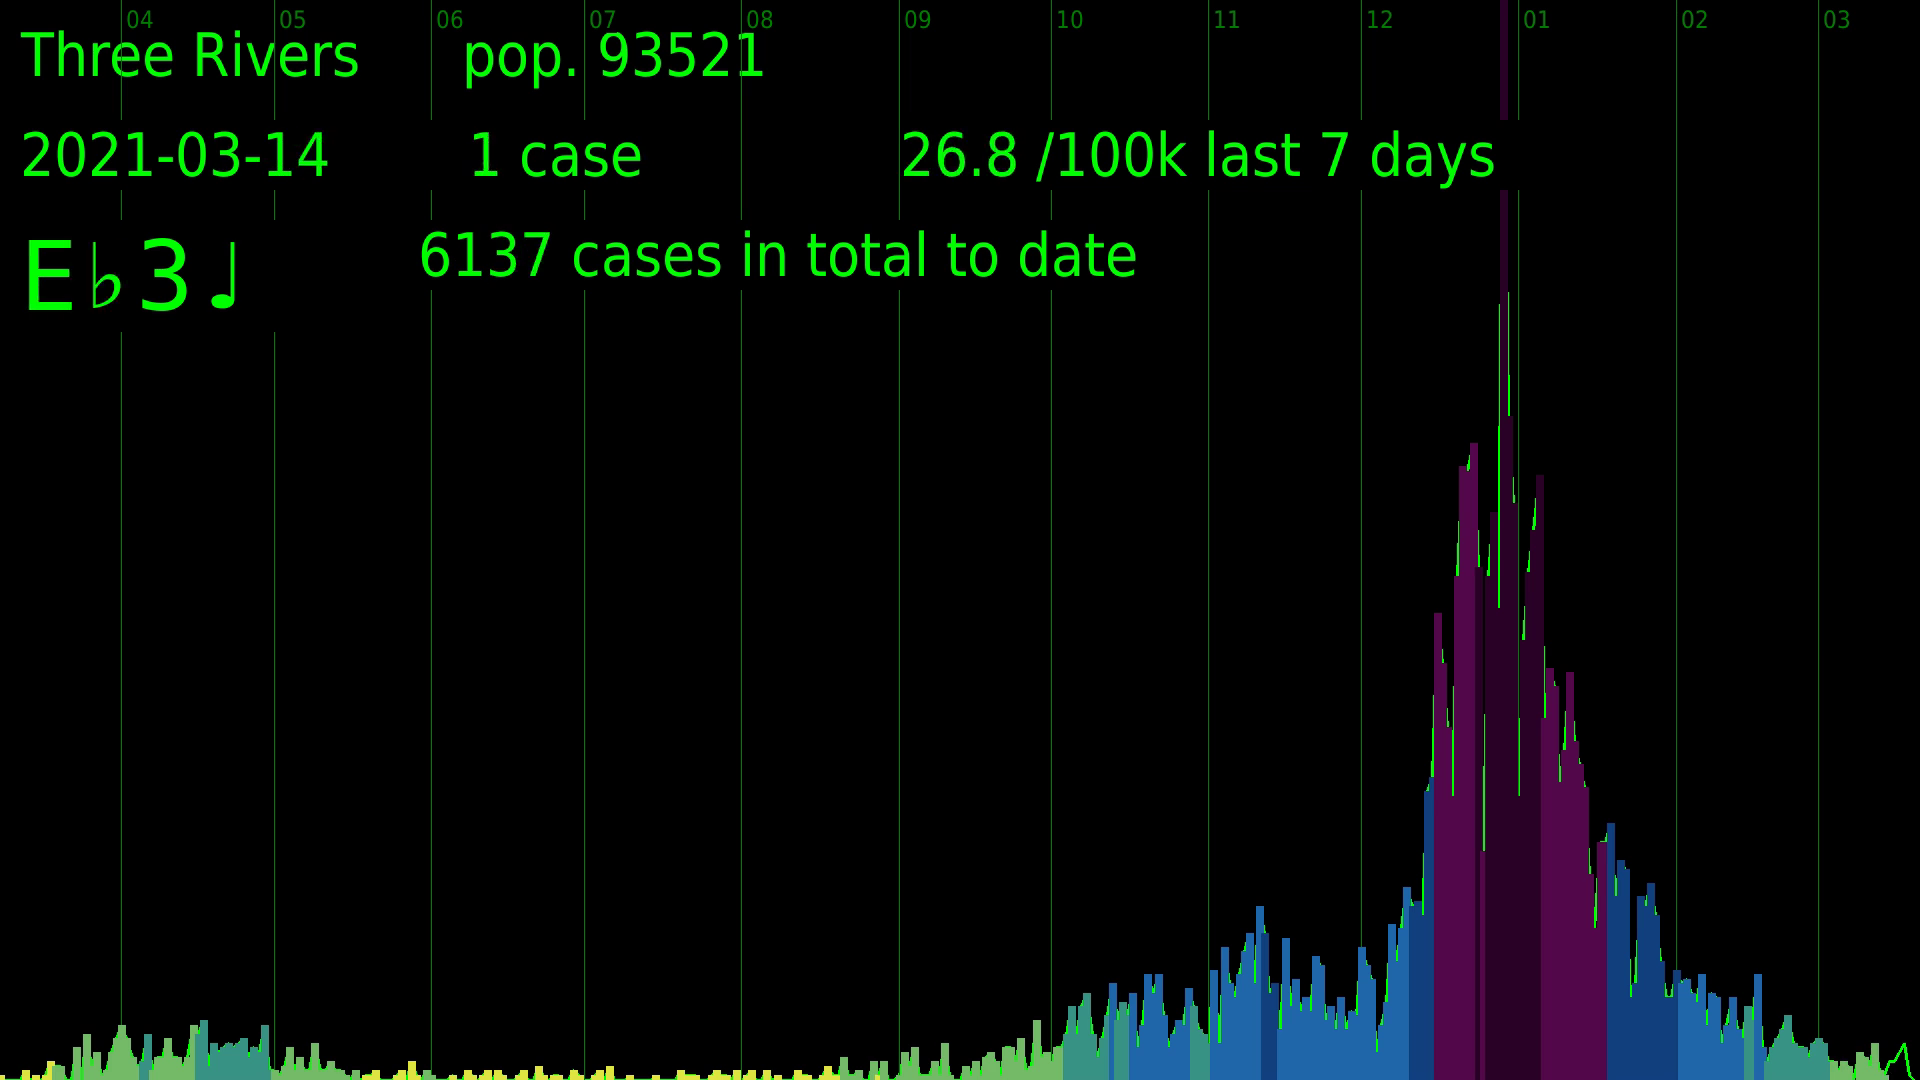 04 05 06 07 08 09 10 11 12 01 02 03
Three Rivers pop. 93521
2021-03-14 1 case 26.8 /100k last 7 days
E♭3♩ 6137 cases in total to date